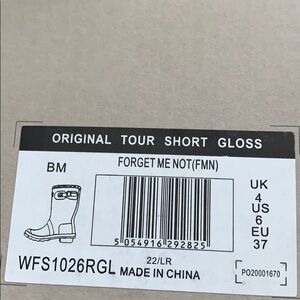 ORIGINAL TOUR SHORT GLOSS
FORGET ME NOT(FMN)
BM
UK
4
US
6
EU
37
5 054916 292825
22/LR
WFS1026RGL MADE IN CHINA
PO20001670